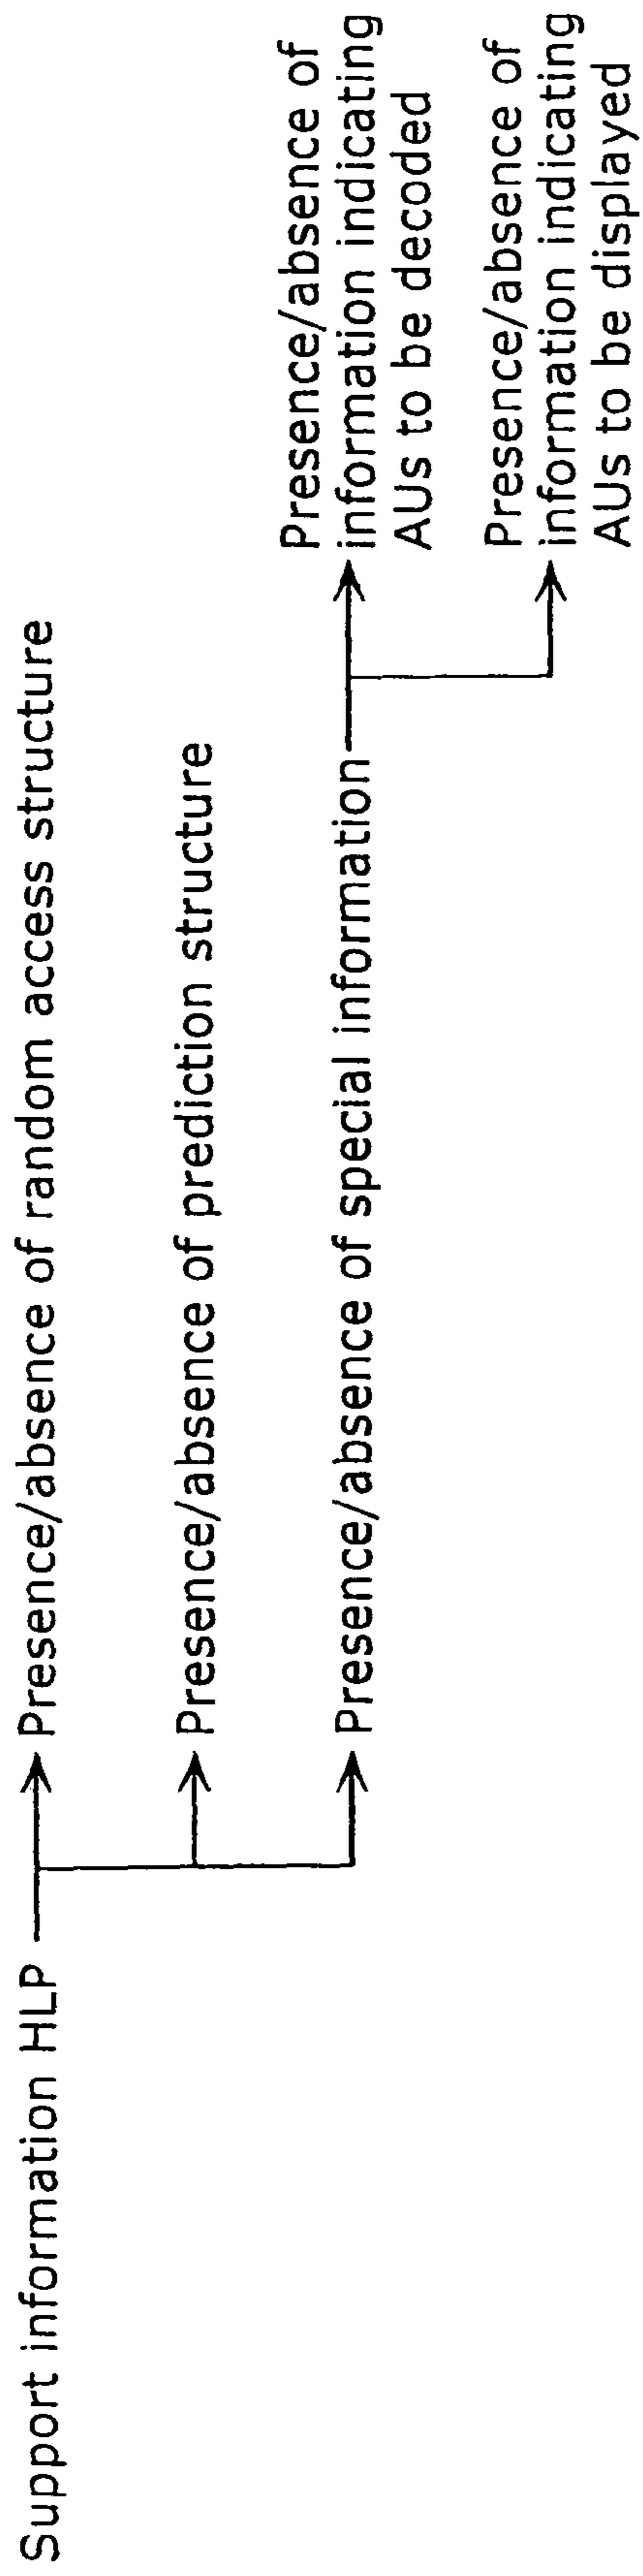 Support information HLP
Presence/absence of random access structure
Presence/absence of prediction structure
Presence/absence of special information
Presence/absence of
information indicating
AUs to be decoded
Presence/absence of
information indicating
AUs to be displayed